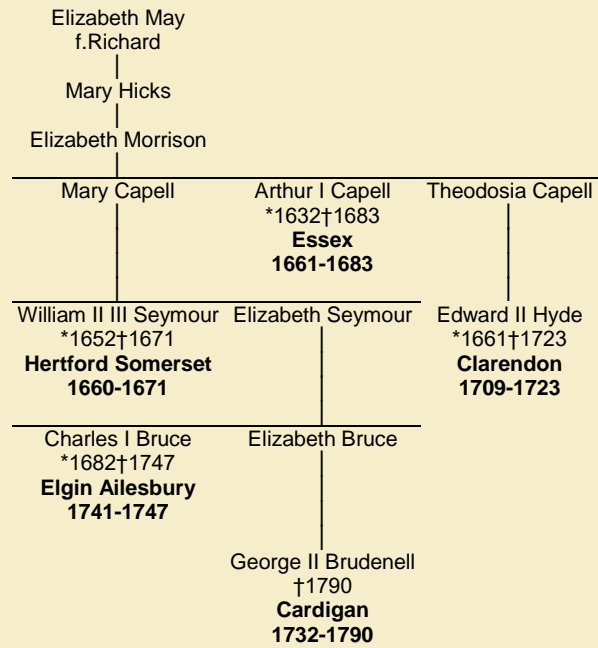 Elizabeth May
f.Richard
Mary Hicks
Elizabeth Morrison
Mary Capell
Arthur I Capell
*1632†1683
Essex
1661-1683
Theodosia Capell
William II III Seymour
*1652†1671
Hertford Somerset
1660-1671
Elizabeth Seymour
Edward II Hyde
*1661†1723
Clarendon
1709-1723
Charles I Bruce
*1682†1747
Elgin Ailesbury
1741-1747
Elizabeth Bruce
George II Brudenell
†1790
Cardigan
1732-1790